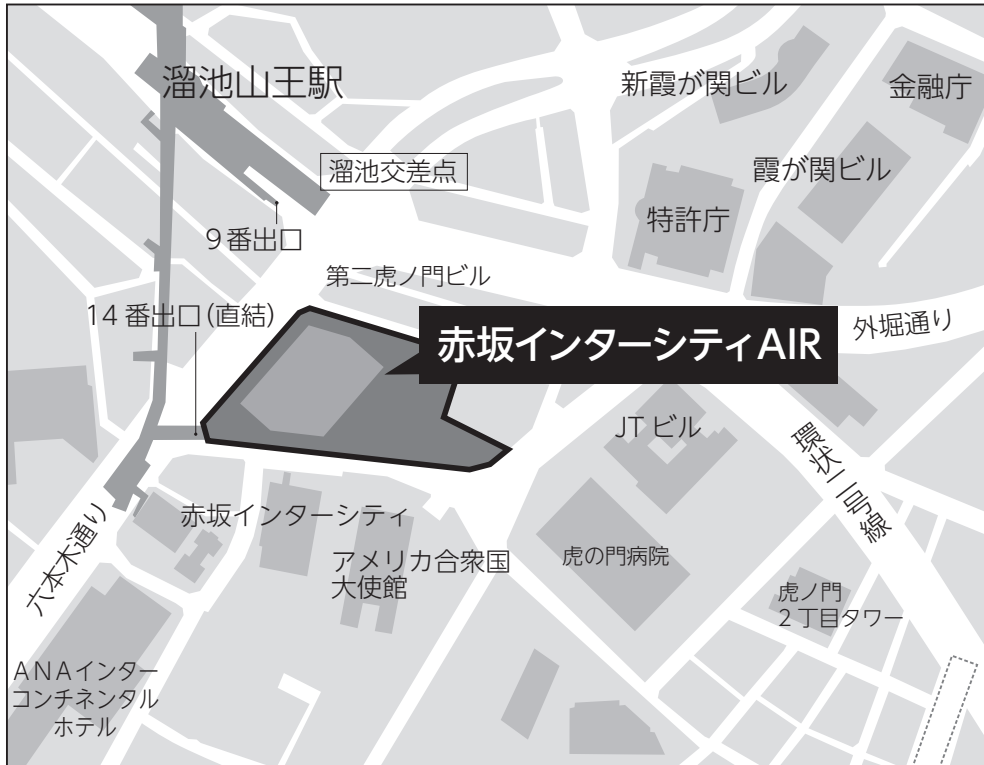 溜池山王駅
新霞が関ビル
金融庁
溜池交差点
霞が関ビル
特許庁
9番出口
第二虎ノ門ビル
14番出口(直結)
外堀通り
赤坂インターシティAIR
JTビル
環状二号線
赤坂インターシティ
六本木通り
アメリカ合衆国
大使館
虎の門病院
虎ノ門
2丁目タワー
ANAインター
コンチネンタル
ホテル